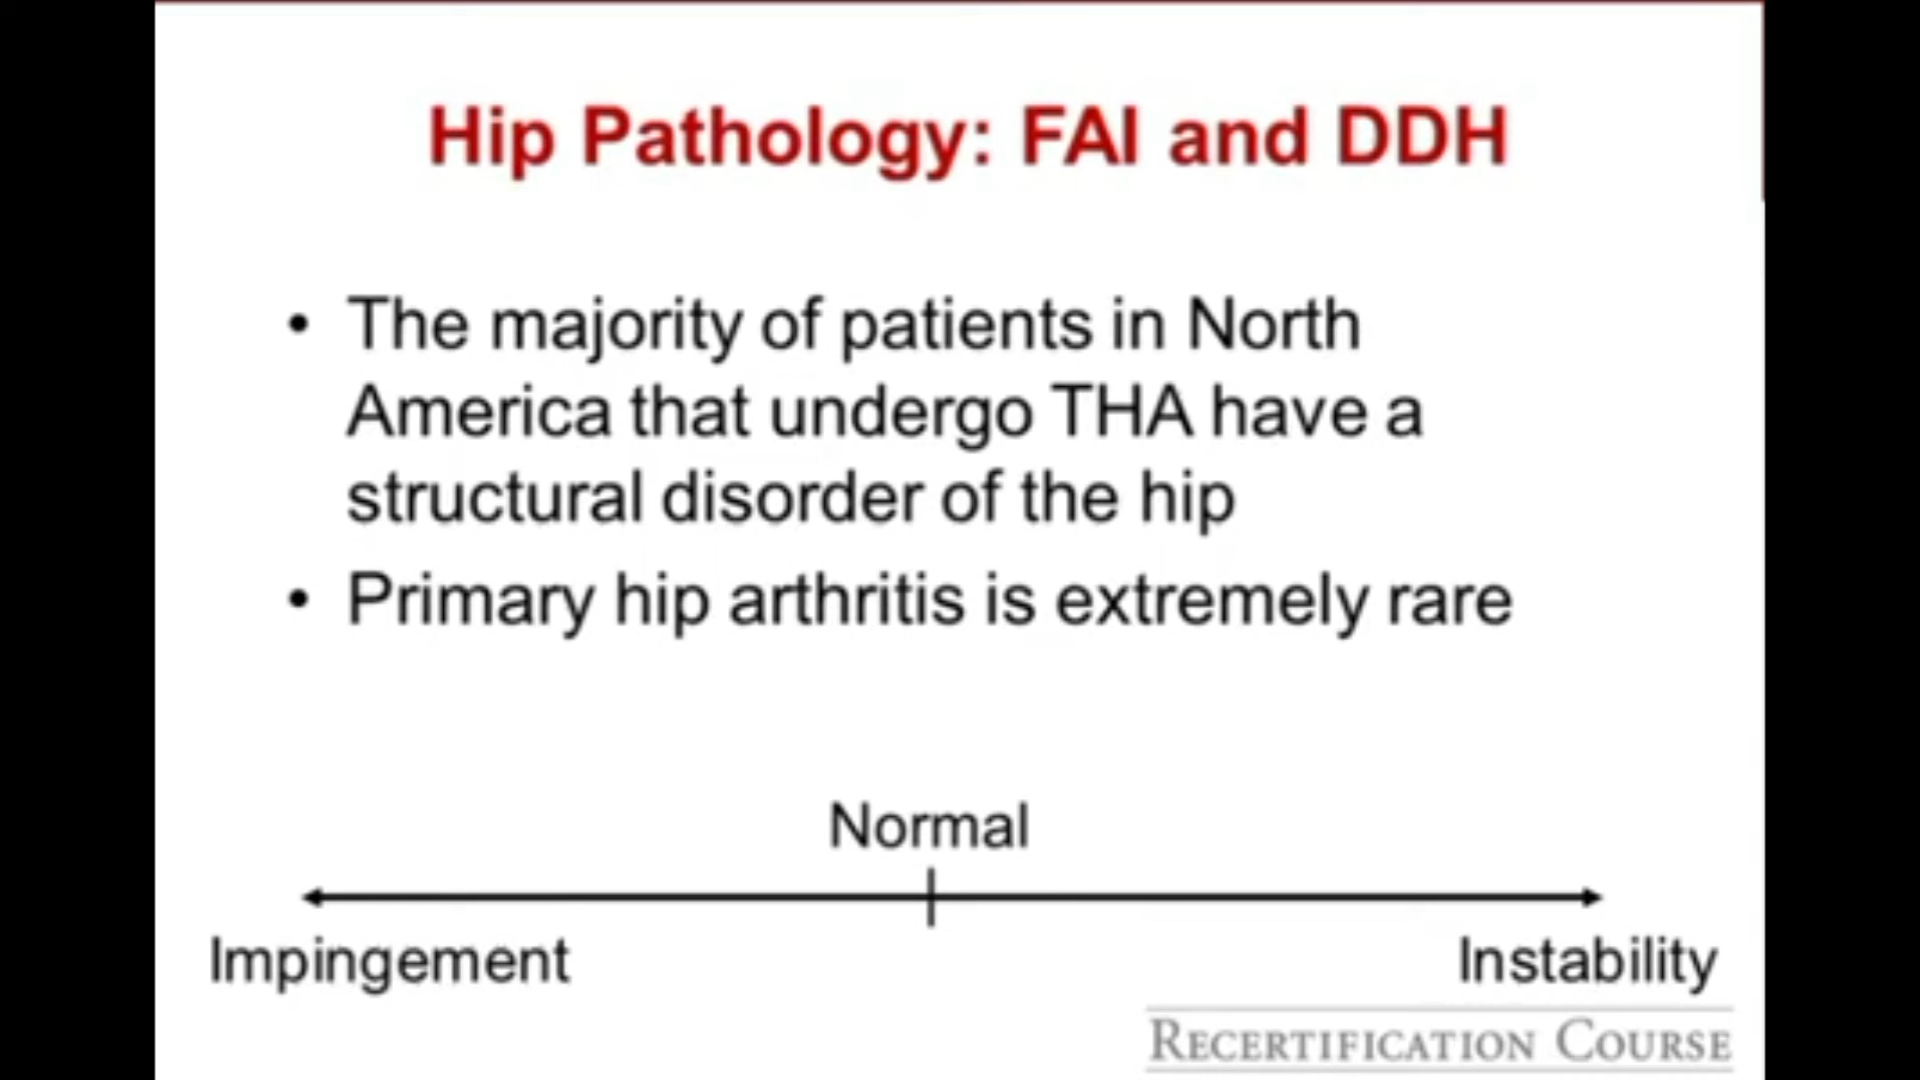 Hip Pathology: FAI and DDH
• The majority of patients in North
America that undergo THA have a
structural disorder of the hip
• Primary hip arthritis is extremely rare
Normal
Impingement
Instability
RECERTIFICATION COURSE